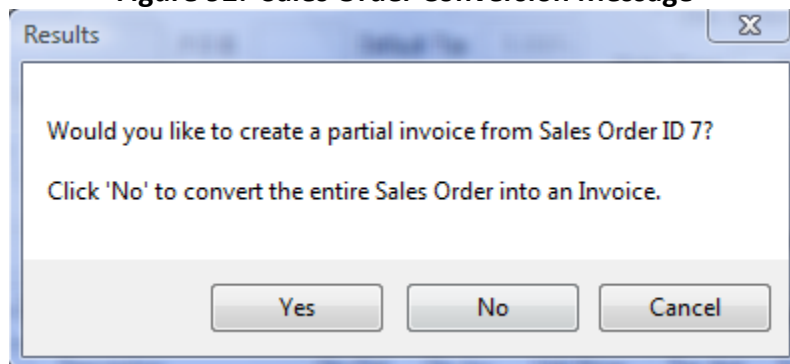 Results
Would you like to create a partial invoice from Sales Order ID 7?
Click 'No' to convert the entire Sales Order into an Invoice.
Yes No Cancel